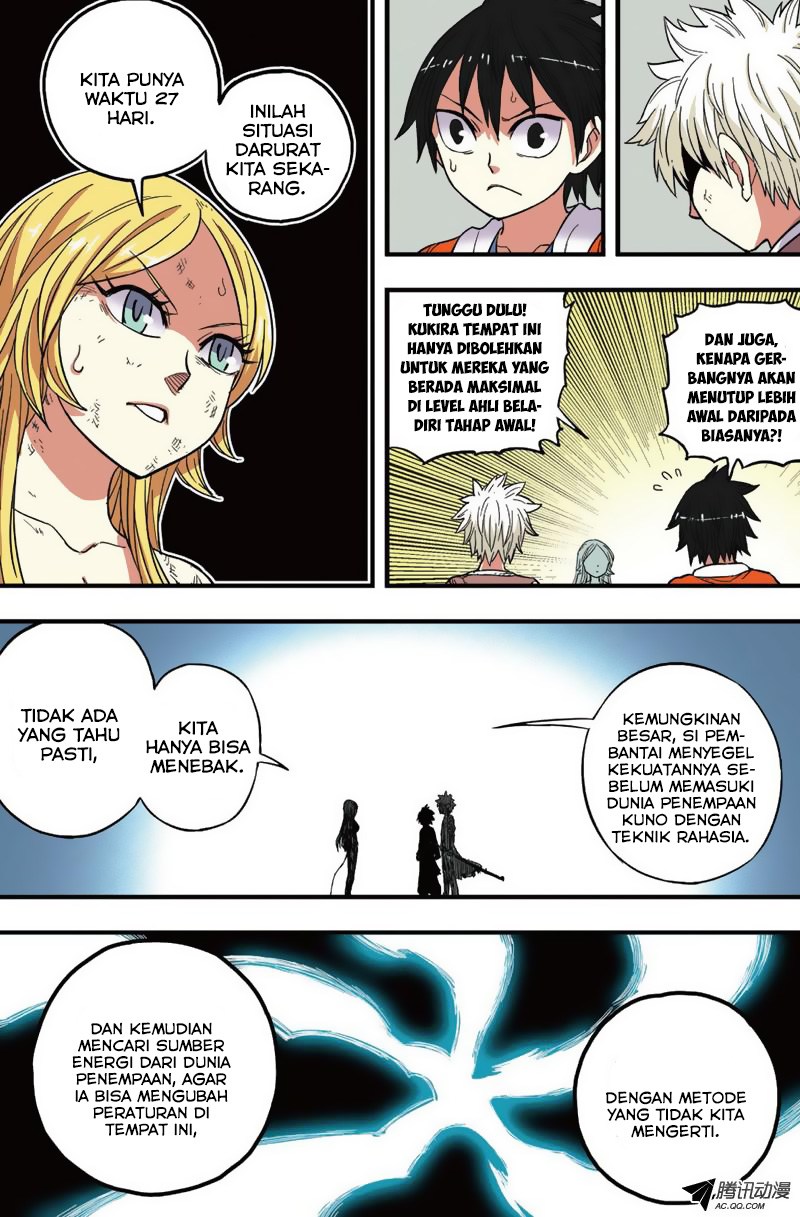 KITA PUNYA
WAKTU 27
HARI.
INILAH
SITUASI
DARURAT
KITA SEKA-
RANG.
TUNGGU DULU!
KUKIRA TEMPAT INI
HANYA DIBOLEHKAN
UNTUK MEREKA YANG
BERADA MAKSIMAL
DI LEVEL AHLI BELA-
DIRI TAHAP AWAL!
DAN JUGA,
KENAPA GER-
BANGNYA AKAN
MENUTUP LEBIH
AWAL DARIPADA
BIASANYA?!
TIDAK ADA
YANG TAHU
PASTI,
KITA
HANYA BISA
MENEBAK.
KEMUNGKINAN
BESAR, SI PEM-
BANTAI MENYEGEL
KEKUATANNYA SE-
BELUM MEMASUKI
DUNIA PENEMPAAN
KUNO DENGAN
TEKNIK RAHASIA.
DAN KEMUDIAN
MENCARI SUMBER
ENERGI DARI DUNIA
PENEMPAAN, AGAR
IA BISA MENGUBAH
PERATURAN DI
TEMPAT INI,
DENGAN METODE
YANG TIDAK KITA
MENGERTI.
腾讯动漫
AC.QQ.COM